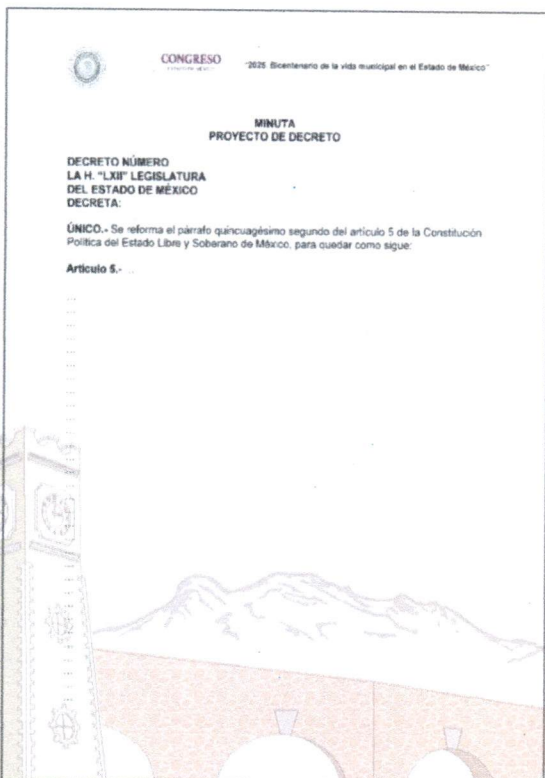 CONGRESO
"2025. Bicentenario de la vida municipal en el Estado de México"
MINUTA
PROYECTO DE DECRETO
DECRETO NÚMERO
LA H. "LXII" LEGISLATURA
DEL ESTADO DE MÉXICO
DECRETA:
ÚNICO.- Se reforma el párrafo quincuagésimo segundo del artículo 5 de la Constitución
Política del Estado Libre y Soberano de México, para quedar como sigue:
Artículo 5.- ...